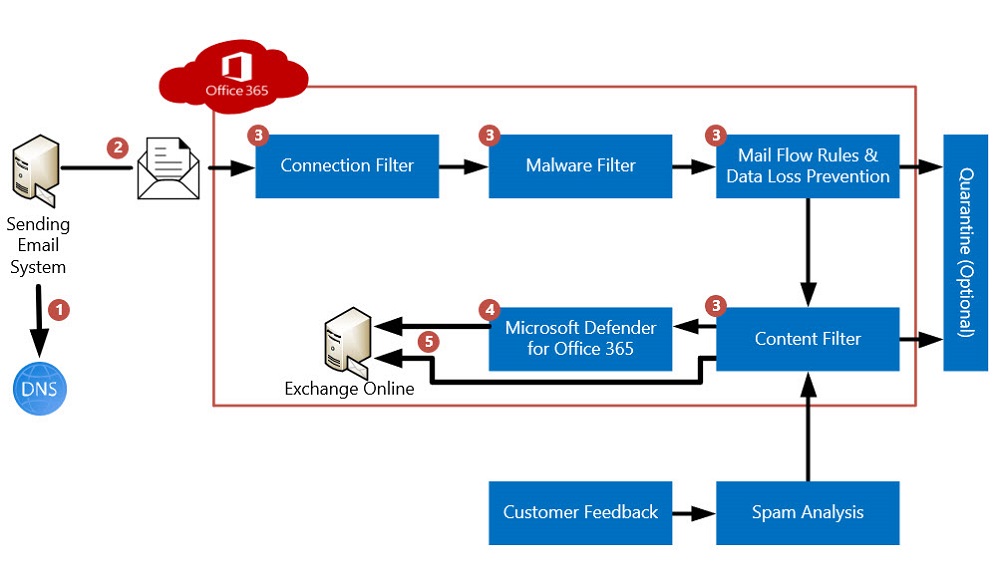 Office 365
2
3
Connection Filter
3
Malware Filter
3
Mail Flow Rules &
Data Loss Prevention
Quarantine (Optional)
Sending
Email
System
1
DNS
Exchange Online
5
4
Microsoft Defender
for Office 365
3
Content Filter
Customer Feedback
Spam Analysis